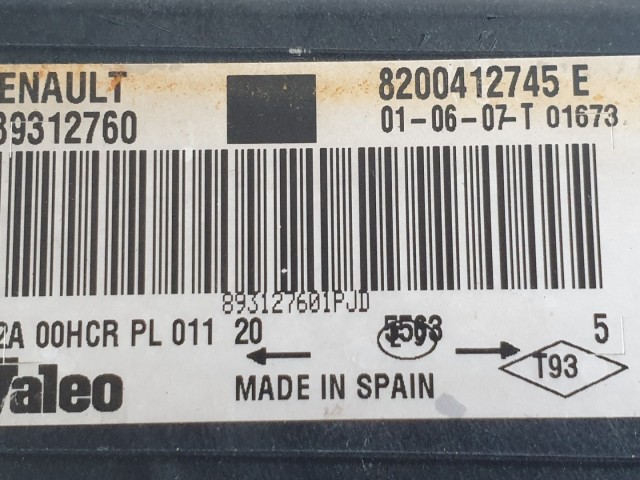 ENAULT 8200412745 E
89312760 01-06-07-T 01673
893127601PJD
2A 00HCR PL 011 20 5
Valeo MADE IN SPAIN T93